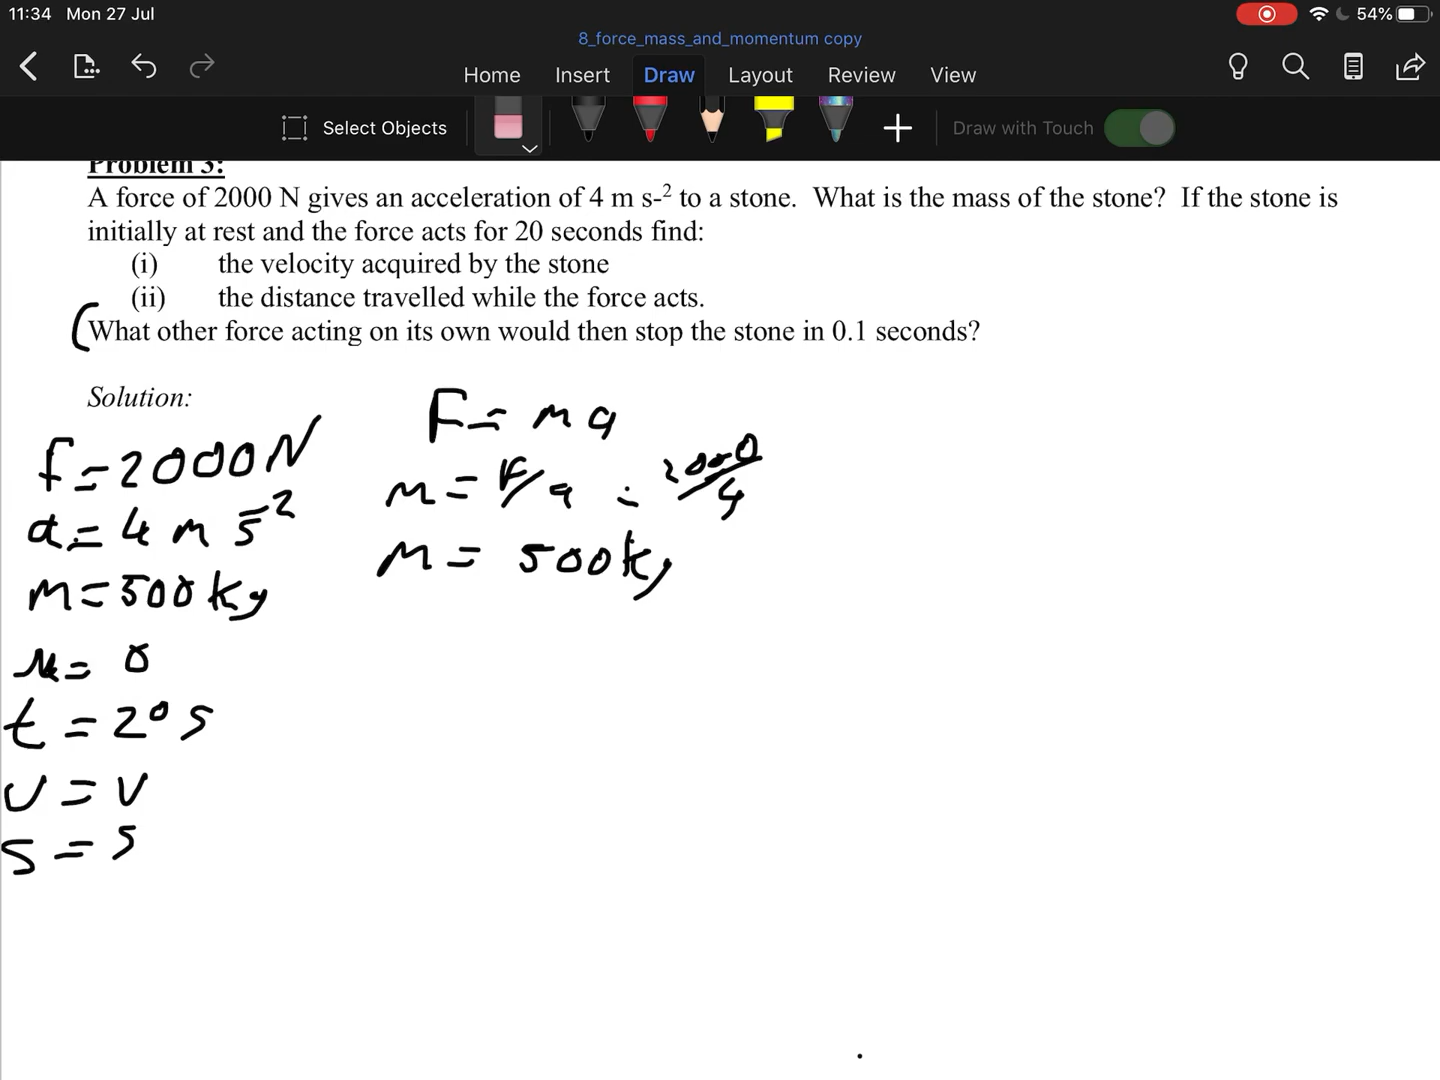 11:34 Mon 27 Jul 54%
8_force_mass_and_momentum copy
Home Insert Draw Layout Review View
Select Objects Draw with Touch
Problem 3:
A force of 2000 N gives an acceleration of 4 m s-² to a stone. What is the mass of the stone? If the stone is
initially at rest and the force acts for 20 seconds find:
(i) the velocity acquired by the stone
(ii) the distance travelled while the force acts.
(What other force acting on its own would then stop the stone in 0.1 seconds?
Solution:
f=2000N
a=4 m s⁻²
m=500kg
u= 0
t = 20 s
v = v
s = s
F= ma
m = F/a = 2000/4
m = 500kg